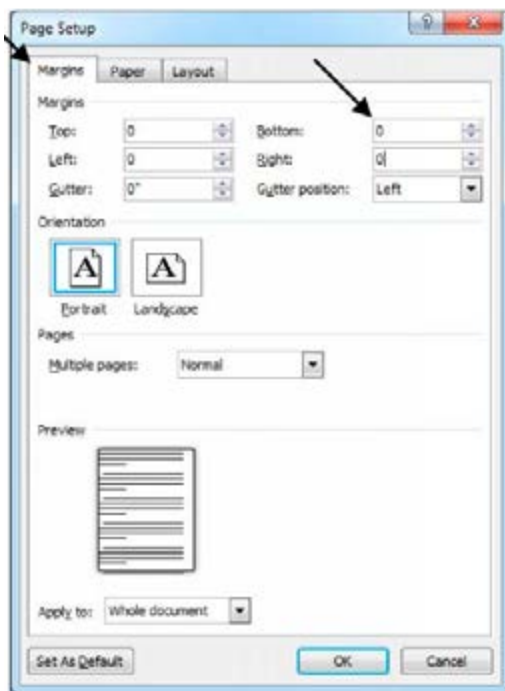 Page Setup
Margins Paper Layout
Margins
Top: 0 Bottom: 0
Left: 0 Right: 0
Gutter: 0" Gutter position: Left
Orientation
A A
Portrait Landscape
Pages
Multiple pages: Normal
Preview
Apply to: Whole document
Set As Default OK Cancel